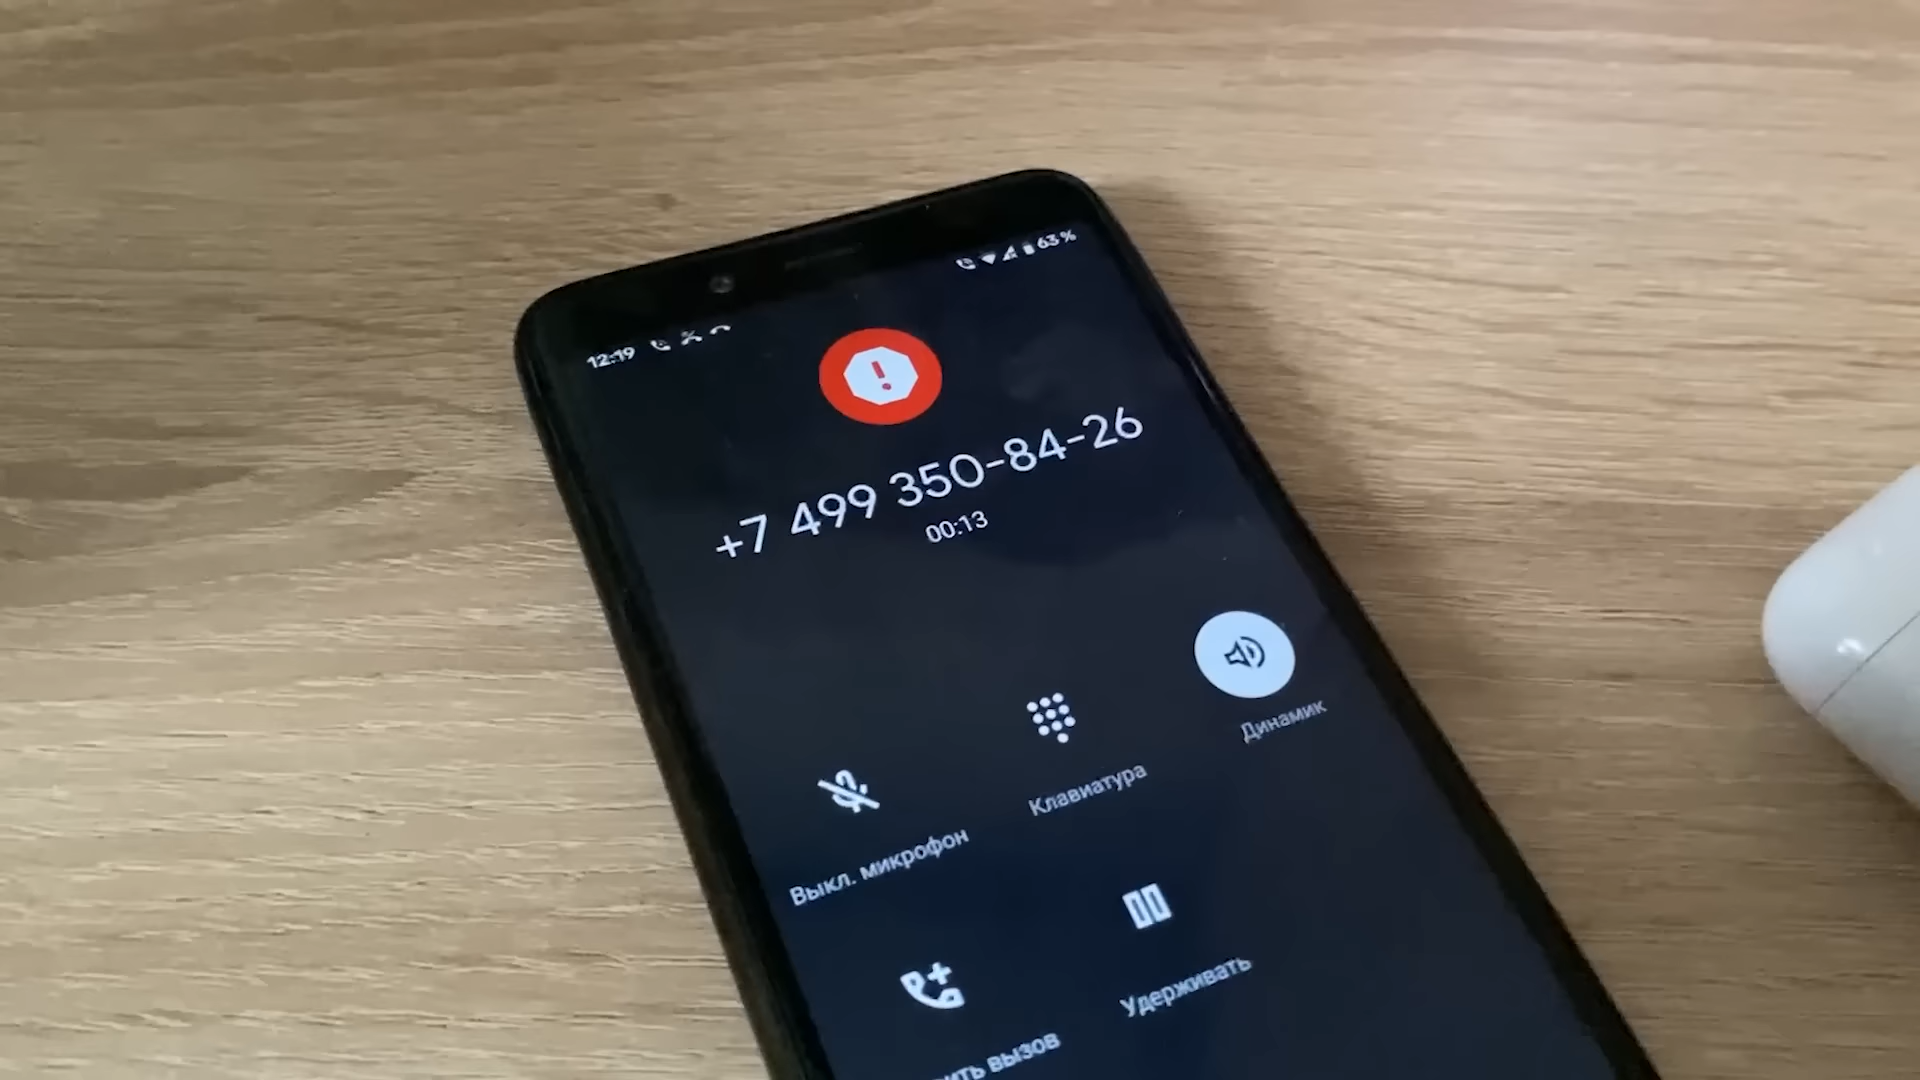 12:19
63 %
!
+7 499 350-84-26
00:13
Динамик
Клавиатура
Выкл. микрофон
Удерживать
вызов